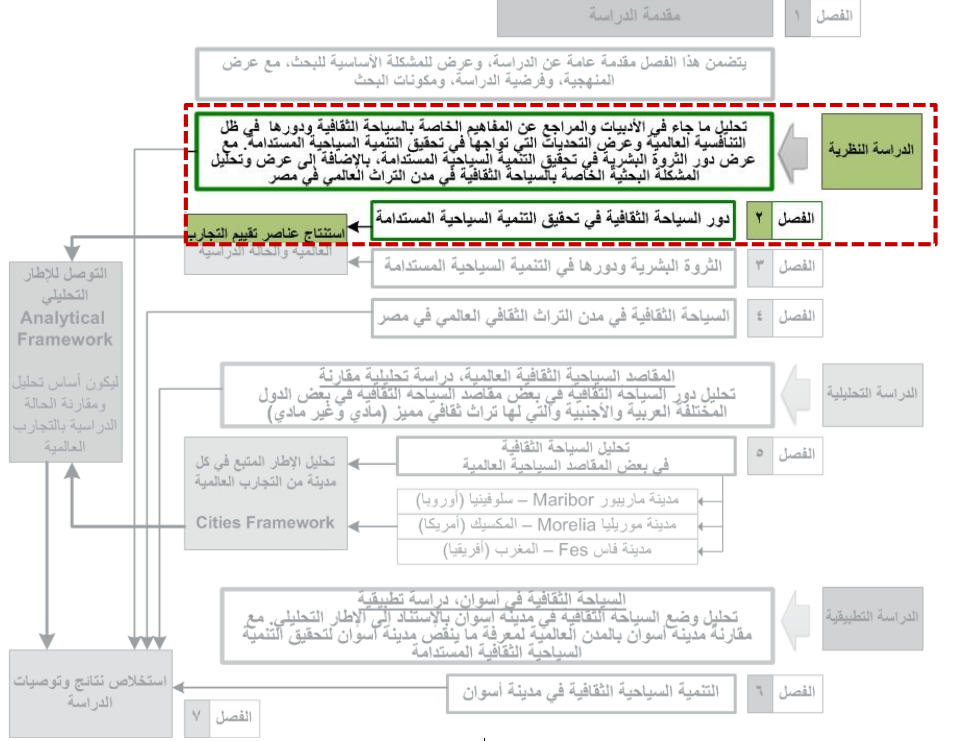 الفصل ١ مقدمة الدراسة
يتضمن هذا الفصل مقدمة عامة عن الدراسة، وعرض للمشكلة الأساسية للبحث، مع عرض
المنهجية، وفرضية الدراسة، ومكونات البحث
الدراسة النظرية
تحليل ما جاء في الأدبيات والمراجع عن المفاهيم الخاصة بالسياحة الثقافية ودورها في ظل
التنافسية العالمية وعرض التحديات التي تواجهها في تحقيق التنمية السياحية المستدامة. مع
عرض دور الثروة البشرية في تحقيق التنمية السياحية المستدامة، بالإضافة الى عرض وتحليل
المشكلة البحثية الخاصة بالسياحة الثقافية في مدن التراث العالمي في مصر
الفصل ٢ دور السياحة الثقافية في تحقيق التنمية السياحية المستدامة
استنتاج عناصر تقييم التجارب
العالمية والحالة الدراسية
الفصل ٣ الثروة البشرية ودورها في التنمية السياحية المستدامة
الفصل ٤ السياحة الثقافية في مدن التراث الثقافي العالمي في مصر
التوصل للإطار
التحليلي
Analytical
Framework
ليكون أساس تحليل
ومقارنة الحالة
الدراسية بالتجارب
العالمية
الدراسة التحليلية
المقاصد السياحية الثقافية العالمية، دراسة تحليلية مقارنة
تحليل دور السياحة الثقافية في بعض مقاصد السياحة الثقافية في بعض الدول
المختلفة العربية والأجنبية والتي لها تراث ثقافي مميز (مادي وغير مادي)
الفصل ٥ تحليل السياحة الثقافية
في بعض المقاصد السياحية العالمية
تحليل الإطار المتبع في كل
مدينة من التجارب العالمية
Cities Framework
مدينة ماريبور Maribor – سلوفينيا (أوروبا)
مدينة موريليا Morelia – المكسيك (أمريكا)
مدينة فاس Fes – المغرب (أفريقيا)
الدراسة التطبيقية
السياحة الثقافية في أسوان، دراسة تطبيقية
تحليل وضع السياحة الثقافية في مدينة أسوان بالإستناد إلى الإطار التحليلي. مع
مقارنة مدينة أسوان بالمدن العالمية لمعرفة ما ينقص مدينة أسوان لتحقيق التنمية
السياحية الثقافية المستدامة
الفصل ٦ التنمية السياحية الثقافية في مدينة أسوان
استخلاص نتائج وتوصيات
الدراسة
الفصل ٧